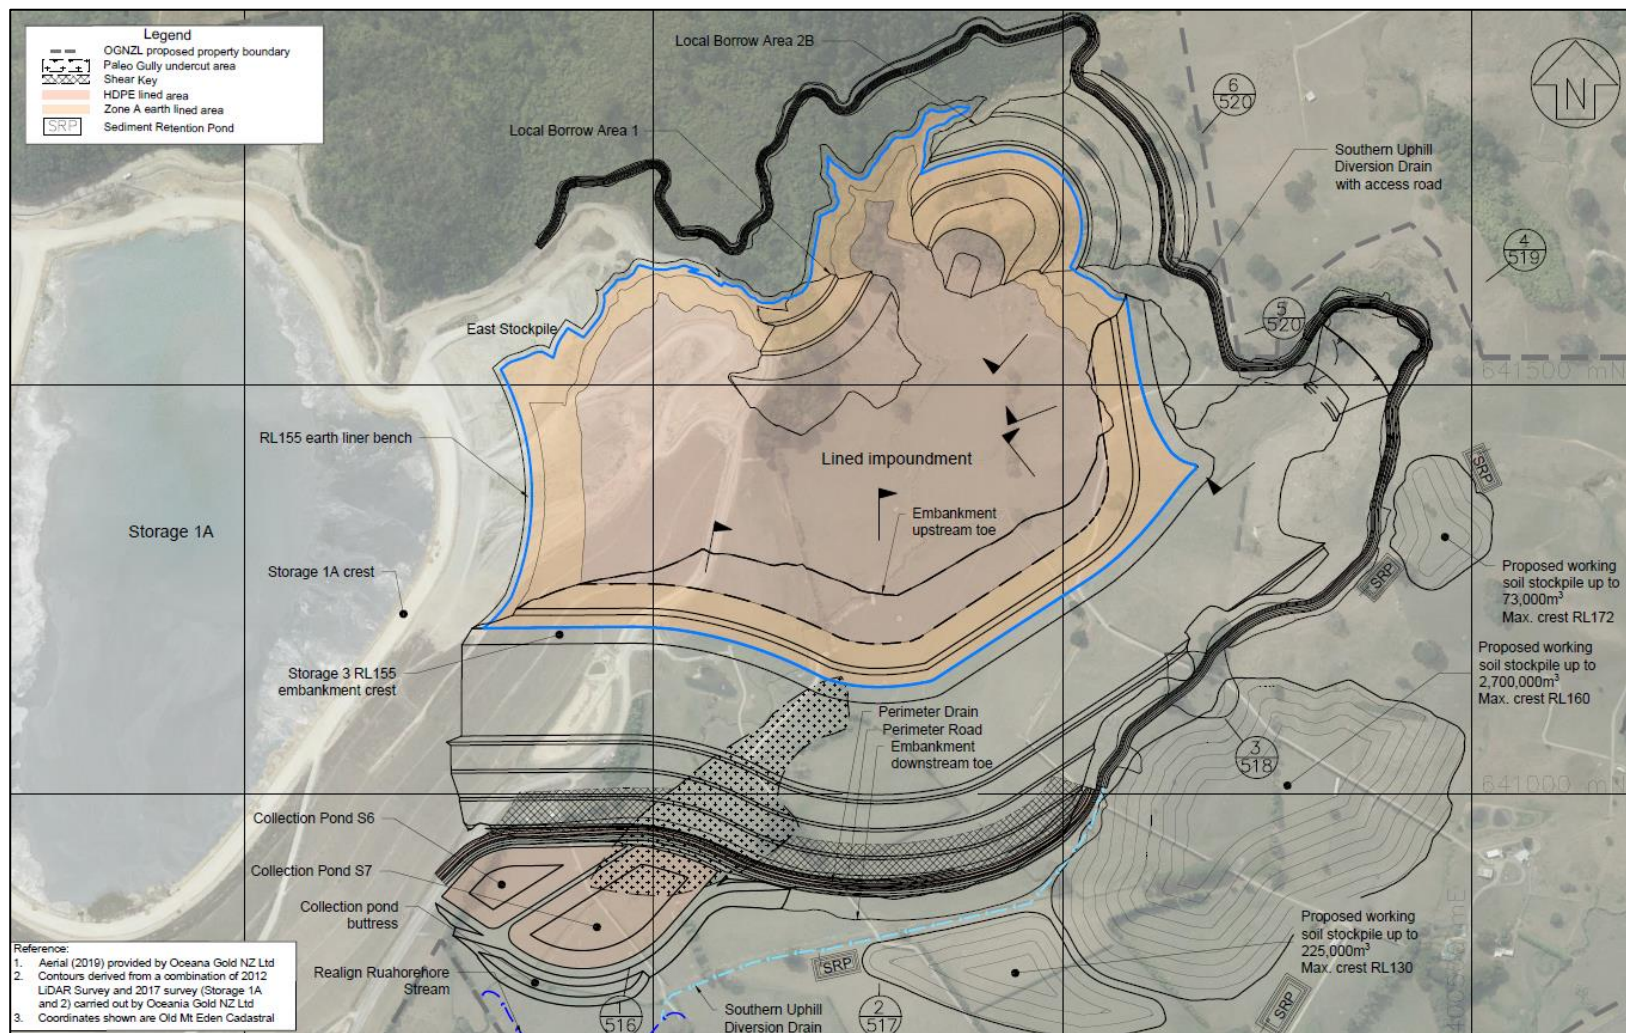 Legend
OGNZL proposed property boundary
Paleo Gully undercut area
Shear Key
HDPE lined area
Zone A earth lined area
SRP
Sediment Retention Pond
Local Borrow Area 2B
Local Borrow Area 1
6
520
N
Southern Uphill
Diversion Drain
with access road
4
519
5
520
East Stockpile
641500 mN
RL155 earth liner bench
Lined impoundment
SRP
Storage 1A
Embankment
upstream toe
Storage 1A crest
SRP
Proposed working
soil stockpile up to
73,000m³
Max. crest RL172
Storage 3 RL155
embankment crest
Proposed working
soil stockpile up to
2,700,000m³
Max. crest RL160
Perimeter Drain
Perimeter Road
Embankment
downstream toe
3
518
641000 mN
Collection Pond S6
Collection Pond S7
Collection pond
buttress
Proposed working
soil stockpile up to
225,000m³
Max. crest RL130
Reference:
1. Aerial (2019) provided by Oceana Gold NZ Ltd
2. Contours derived from a combination of 2012
LiDAR Survey and 2017 survey (Storage 1A
and 2) carried out by Oceania Gold NZ Ltd
3. Coordinates shown are Old Mt Eden Cadastral
Realign Ruahorehore
Stream
SRP
SRP
1
516
Southern Uphill
Diversion Drain
2
517